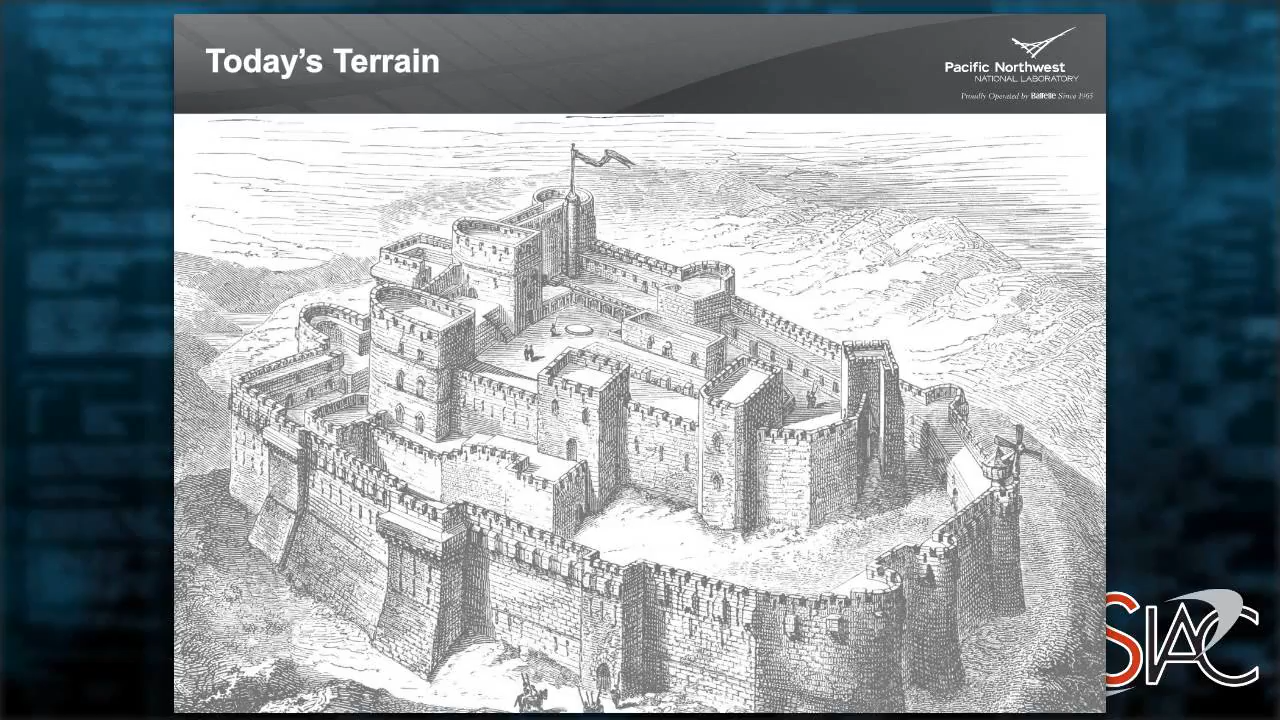 Today's Terrain
Pacific Northwest
NATIONAL LABORATORY
Proudly Operated by Battelle Since 1965
SIAC